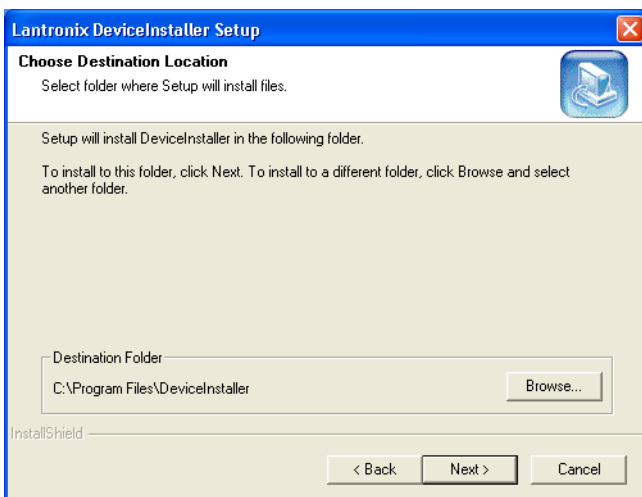 Lantronix DeviceInstaller Setup
Choose Destination Location
Select folder where Setup will install files.
Setup will install DeviceInstaller in the following folder.
To install to this folder, click Next. To install to a different folder, click Browse and select
another folder.
Destination Folder
C:\Program Files\DeviceInstaller
Browse...
InstallShield
< Back
Next >
Cancel